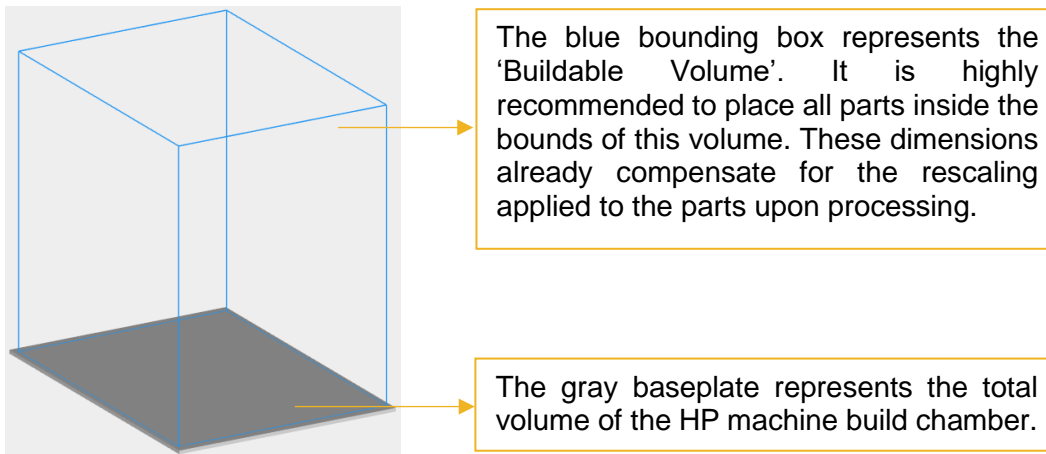 The blue bounding box represents the
‘Buildable Volume’. It is highly
recommended to place all parts inside the
bounds of this volume. These dimensions
already compensate for the rescaling
applied to the parts upon processing.
The gray baseplate represents the total
volume of the HP machine build chamber.